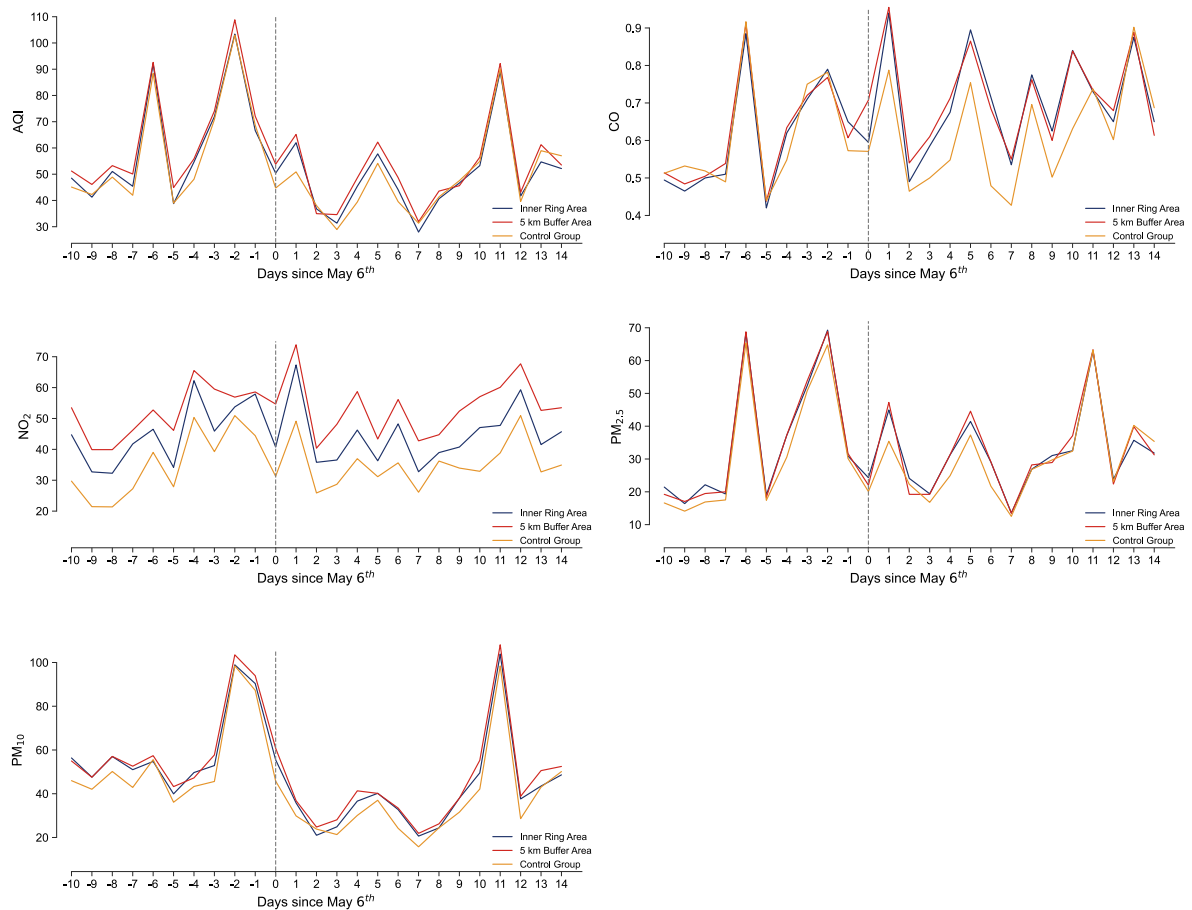 AQI
110
100
90
80
70
60
50
40
30
-10 -9 -8 -7 -6 -5 -4 -3 -2 -1 0 1 2 3 4 5 6 7 8 9 10 11 12 13 14
Days since May 6th
Inner Ring Area
5 km Buffer Area
Control Group
CO
0.9
0.8
0.7
0.6
0.5
0.4
-10 -9 -8 -7 -6 -5 -4 -3 -2 -1 0 1 2 3 4 5 6 7 8 9 10 11 12 13 14
Days since May 6th
Inner Ring Area
5 km Buffer Area
Control Group
NO2
70
60
50
40
30
20
-10 -9 -8 -7 -6 -5 -4 -3 -2 -1 0 1 2 3 4 5 6 7 8 9 10 11 12 13 14
Days since May 6th
Inner Ring Area
5 km Buffer Area
Control Group
PM2.5
70
60
50
40
30
20
10
-10 -9 -8 -7 -6 -5 -4 -3 -2 -1 0 1 2 3 4 5 6 7 8 9 10 11 12 13 14
Days since May 6th
Inner Ring Area
5 km Buffer Area
Control Group
PM10
100
80
60
40
20
-10 -9 -8 -7 -6 -5 -4 -3 -2 -1 0 1 2 3 4 5 6 7 8 9 10 11 12 13 14
Days since May 6th
Inner Ring Area
5 km Buffer Area
Control Group